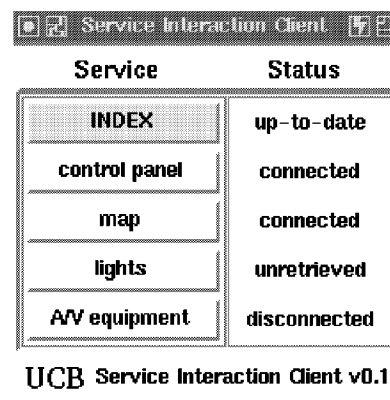 Service Interaction Client
Service Status
INDEX up-to-date
control panel connected
map connected
lights unretrieved
A/V equipment disconnected
UCB Service Interaction Client v0.1